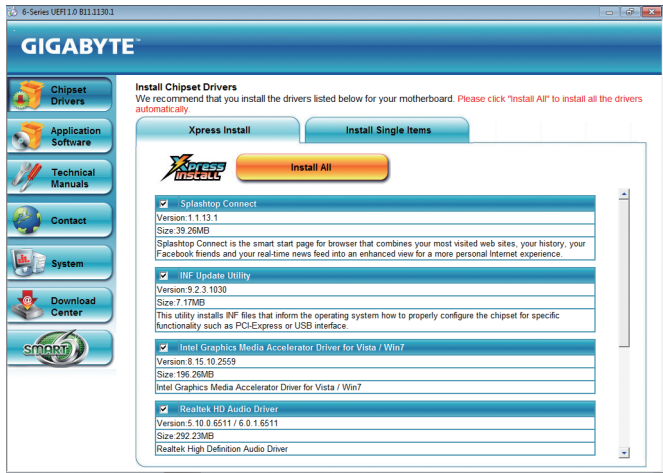 6-Series UEFI 1.0 B11.1130.1
GIGABYTE™
Chipset
Drivers
Application
Software
Technical
Manuals
Contact
System
Download
Center
SMART
Install Chipset Drivers
We recommend that you install the drivers listed below for your motherboard. Please click "Install All" to install all the drivers
automatically.
Xpress Install
Install Single Items
Xpress
Install
Install All
Splashtop Connect
Version:1.1.13.1
Size:39.26MB
Splashtop Connect is the smart start page for browser that combines your most visited web sites, your history, your
Facebook friends and your real-time news feed into an enhanced view for a more personal Internet experience.
INF Update Utility
Version:9.2.3.1030
Size:7.17MB
This utility installs INF files that inform the operating system how to properly configure the chipset for specific
functionality such as PCI-Express or USB interface.
Intel Graphics Media Accelerator Driver for Vista / Win7
Version:8.15.10.2559
Size:196.26MB
Intel Graphics Media Accelerator Driver for Vista / Win7
Realtek HD Audio Driver
Version:5.10.0.6511 / 6.0.1.6511
Size:292.23MB
Realtek High Definition Audio Driver